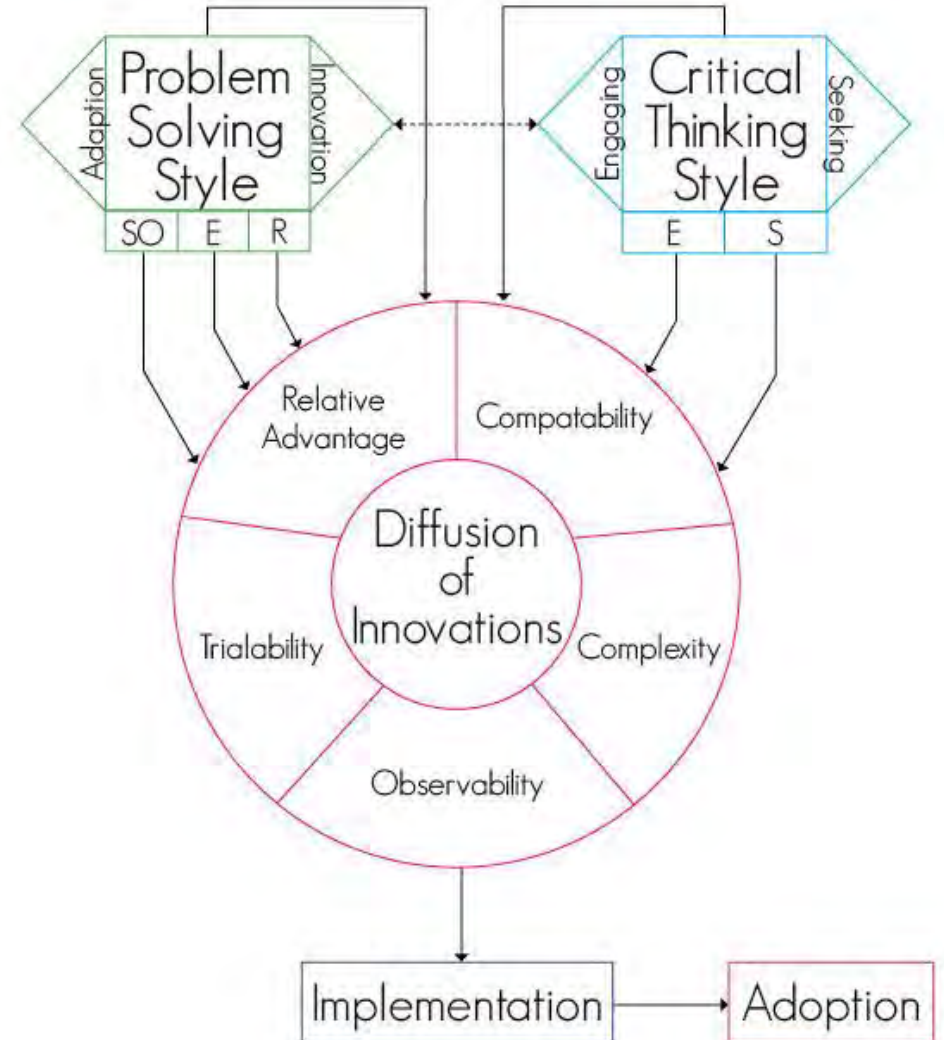 Adaption
Problem
Solving
Style
Innovation
SO E R
Engaging
Critical
Thinking
Style
Seeking
E S
Relative
Advantage
Compatability
Diffusion
of
Innovations
Trialability
Complexity
Observability
Implementation
Adoption